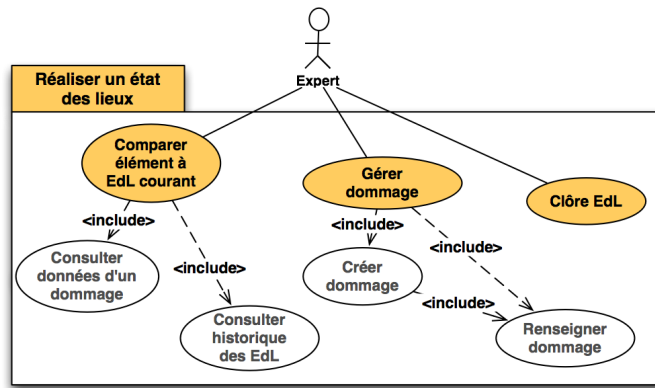 Expert
Réaliser un état
des lieux
Comparer
élément à
EdL courant
Gérer
dommage
Clôre EdL
<include>
<include>
<include>
<include>
Consulter
données d'un
dommage
Créer
dommage
<include>
Consulter
historique
des EdL
Renseigner
dommage